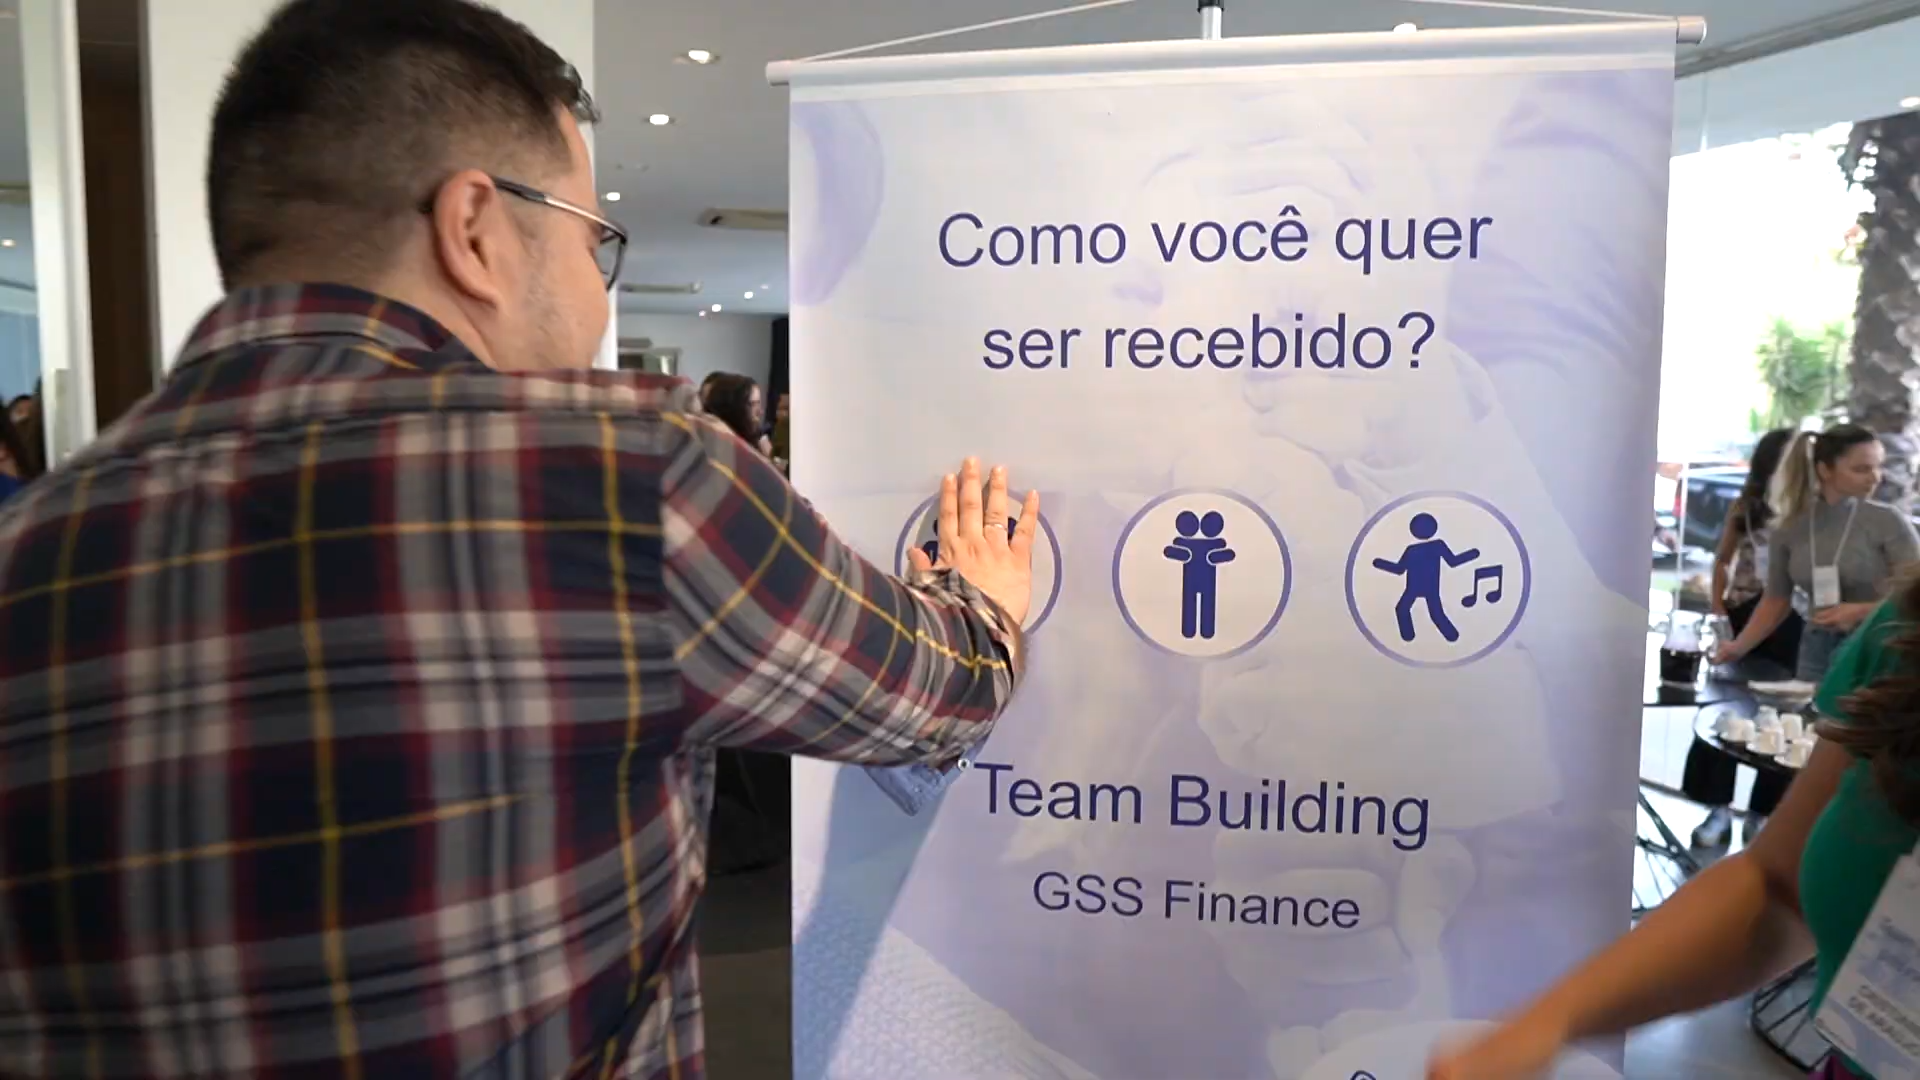 Como você quer
ser recebido?
Team Building
GSS Finance